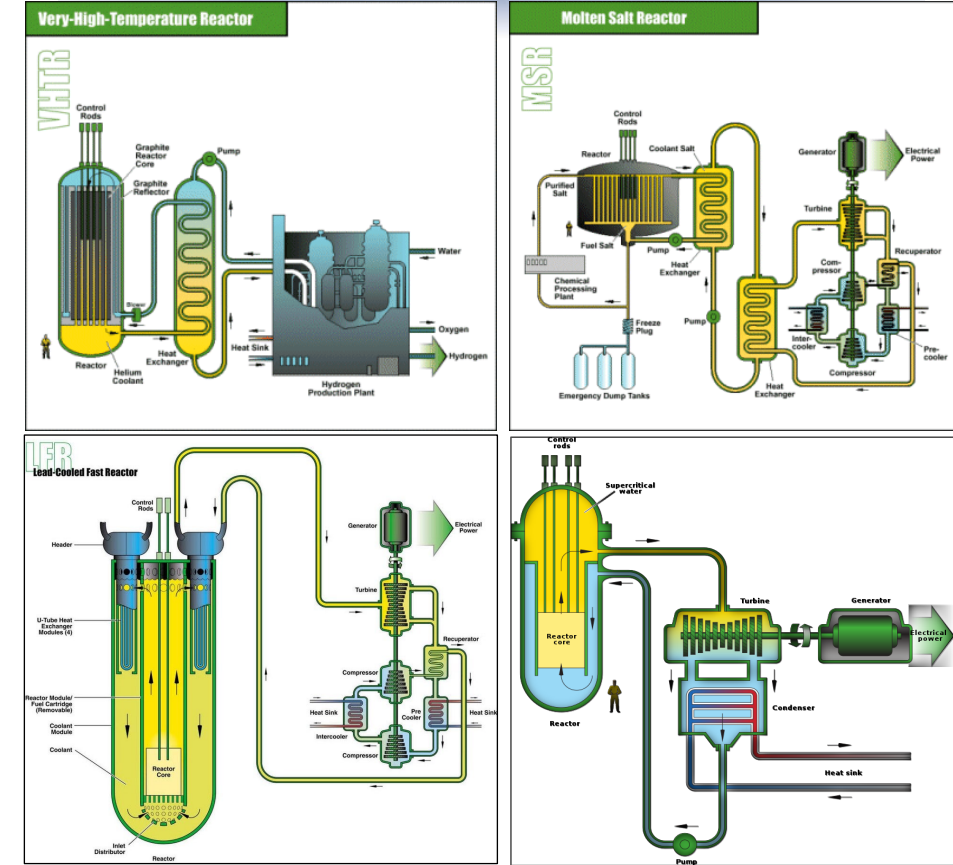 Very-High-Temperature Reactor
VHTR
Control
Rods
Graphite
Reactor
Core
Graphite
Reflector
Pump
Water
Blower
Oxygen
Heat Sink
Hydrogen
Reactor
Heat
Exchanger
Helium
Coolant
Hydrogen
Production Plant
Molten Salt Reactor
MSR
Control
Rods
Reactor
Coolant Salt
Generator
Electrical
Power
Purified
Salt
Turbine
Fuel Salt
Pump
Recuperator
Heat
Exchanger
Com-
pressor
Chemical
Processing
Plant
Freeze
Plug
Pump
Inter-
cooler
Pre-
cooler
Compressor
Heat
Exchanger
Emergency Dump Tanks
LFR
Lead-Cooled Fast Reactor
Control
Rods
Generator
Electrical
Power
Header
Turbine
U-Tube Heat
Exchanger
Modules (4)
Recuperator
Compressor
Reactor Module/
Fuel Cartridge
(Removable)
Heat Sink
Pre
Cooler
Heat Sink
Coolant
Module
Intercooler
Coolant
Compressor
Reactor
Core
Inlet
Distributor
Reactor
Control
rods
Supercritical
water
Turbine
Generator
Reactor
core
Electrical
power
Reactor
Condenser
Heat sink
Pump